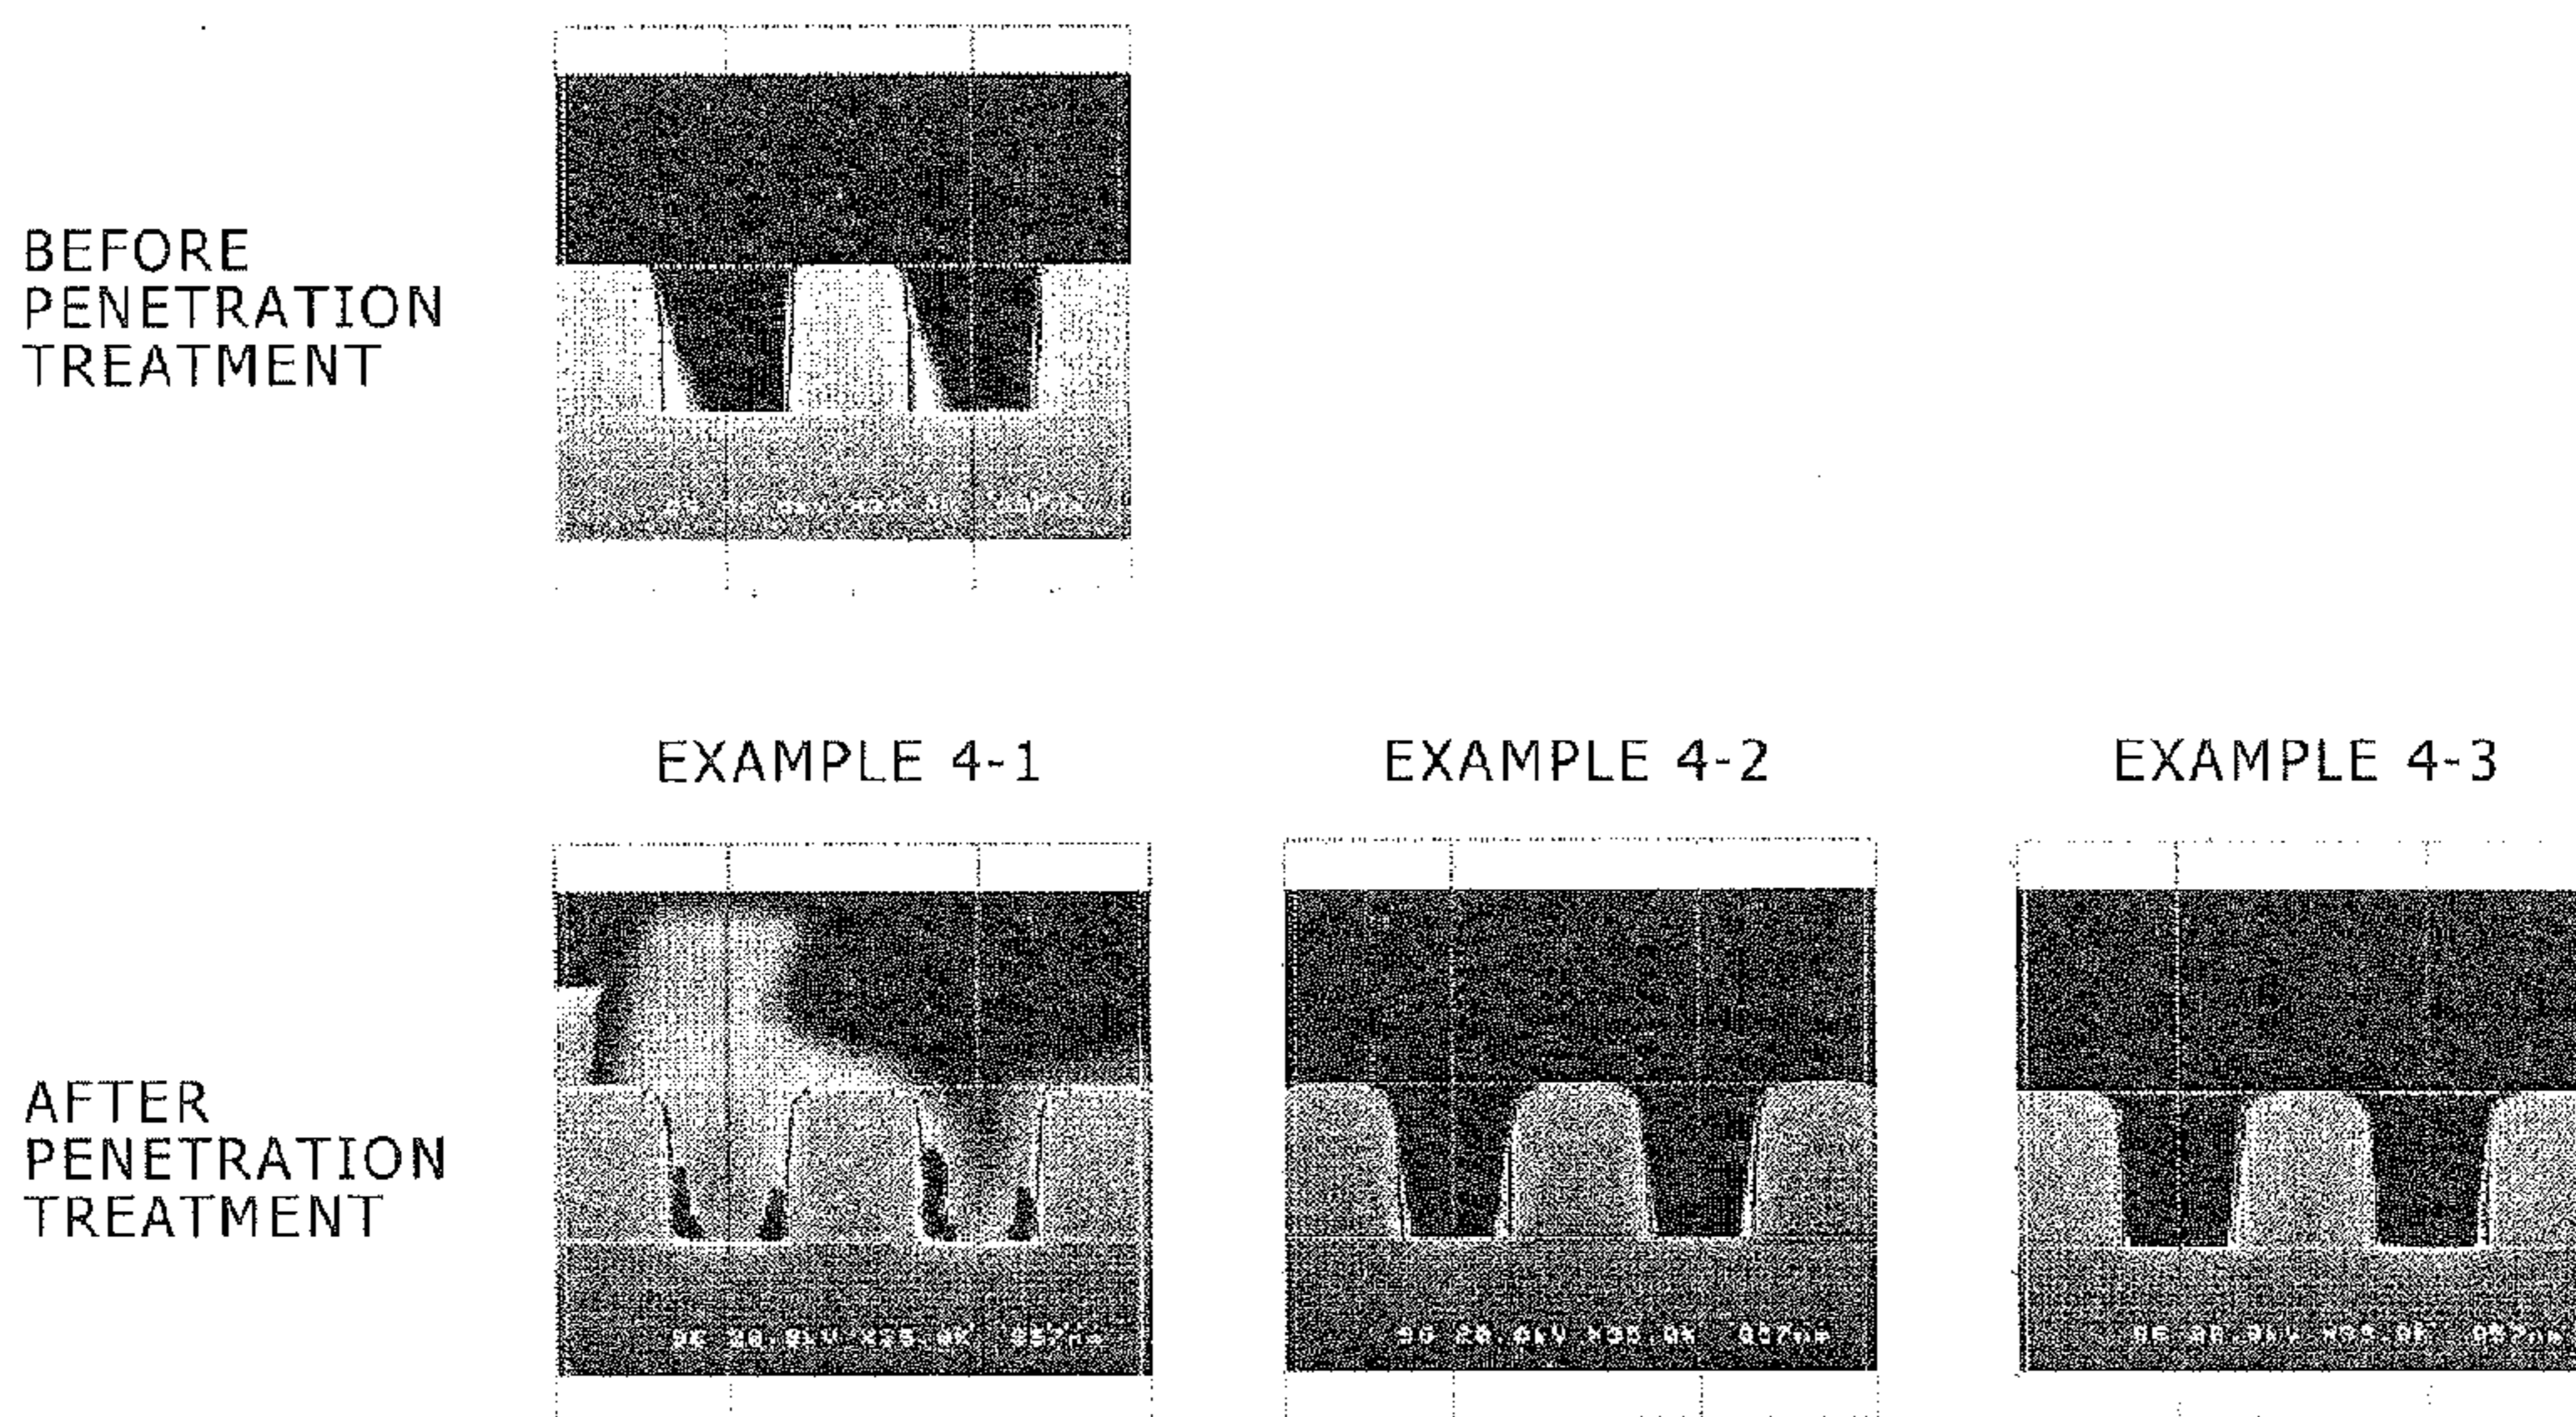 BEFORE
PENETRATION
TREATMENT
EXAMPLE 4-1
EXAMPLE 4-2
EXAMPLE 4-3
AFTER
PENETRATION
TREATMENT